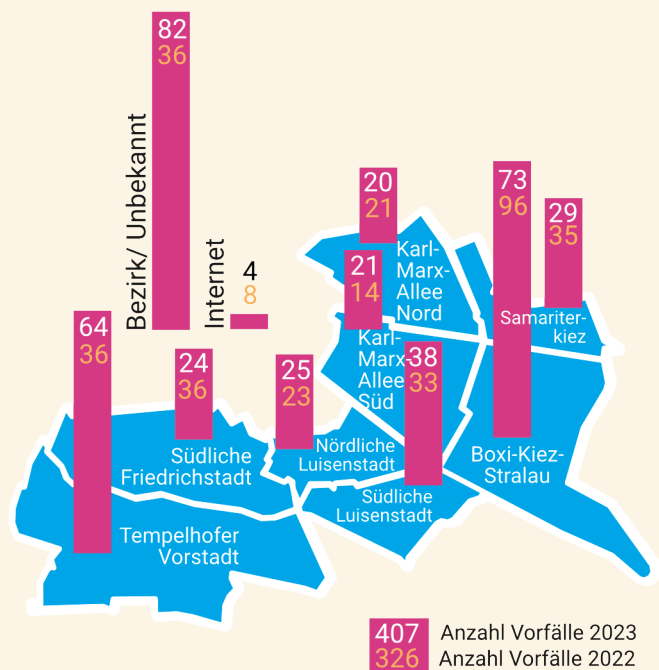 82
36
Bezirk/ Unbekannt
Internet
4
8
20
21
Karl-
Marx-
Allee
Nord
73
96
29
35
Samariter-
kiez
21
14
Karl-
Marx-
Allee
Süd
38
33
64
36
24
36
Südliche
Friedrichstadt
25
23
Nördliche
Luisenstadt
Südliche
Luisenstadt
Boxi-Kiez-
Stralau
Tempelhofer
Vorstadt
407 Anzahl Vorfälle 2023
326 Anzahl Vorfälle 2022